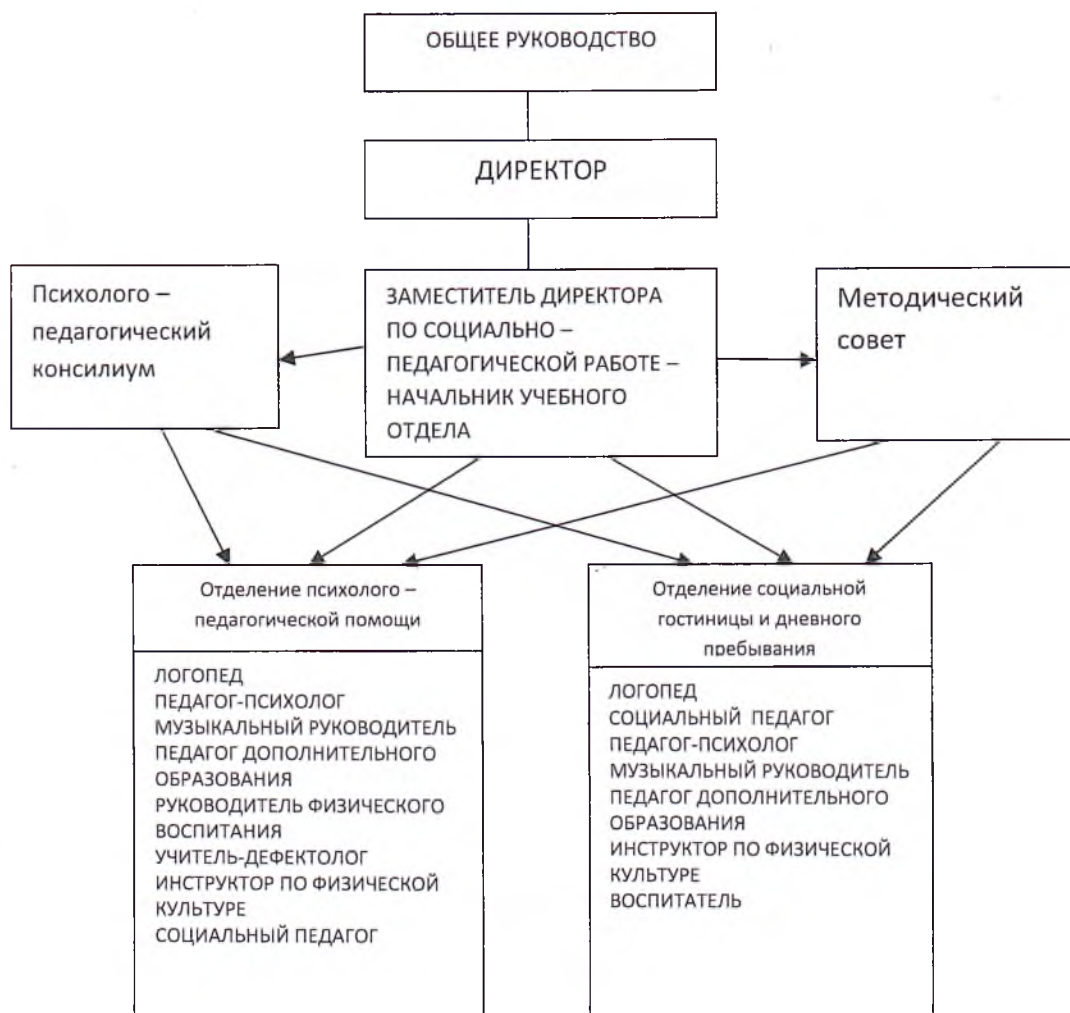 ОБЩЕЕ РУКОВОДСТВО
ДИРЕКТОР
Психолого –
педагогический
консилиум
ЗАМЕСТИТЕЛЬ ДИРЕКТОРА
ПО СОЦИАЛЬНО –
ПЕДАГОГИЧЕСКОЙ РАБОТЕ –
НАЧАЛЬНИК УЧЕБНОГО
ОТДЕЛА
Методический
совет
Отделение психолого –
педагогической помощи
ЛОГОПЕД
ПЕДАГОГ-ПСИХОЛОГ
МУЗЫКАЛЬНЫЙ РУКОВОДИТЕЛЬ
ПЕДАГОГ ДОПОЛНИТЕЛЬНОГО
ОБРАЗОВАНИЯ
РУКОВОДИТЕЛЬ ФИЗИЧЕСКОГО
ВОСПИТАНИЯ
УЧИТЕЛЬ-ДЕФЕКТОЛОГ
ИНСТРУКТОР ПО ФИЗИЧЕСКОЙ
КУЛЬТУРЕ
СОЦИАЛЬНЫЙ ПЕДАГОГ
Отделение социальной
гостиницы и дневного
пребывания
ЛОГОПЕД
СОЦИАЛЬНЫЙ ПЕДАГОГ
ПЕДАГОГ-ПСИХОЛОГ
МУЗЫКАЛЬНЫЙ РУКОВОДИТЕЛЬ
ПЕДАГОГ ДОПОЛНИТЕЛЬНОГО
ОБРАЗОВАНИЯ
ИНСТРУКТОР ПО ФИЗИЧЕСКОЙ
КУЛЬТУРЕ
ВОСПИТАТЕЛЬ